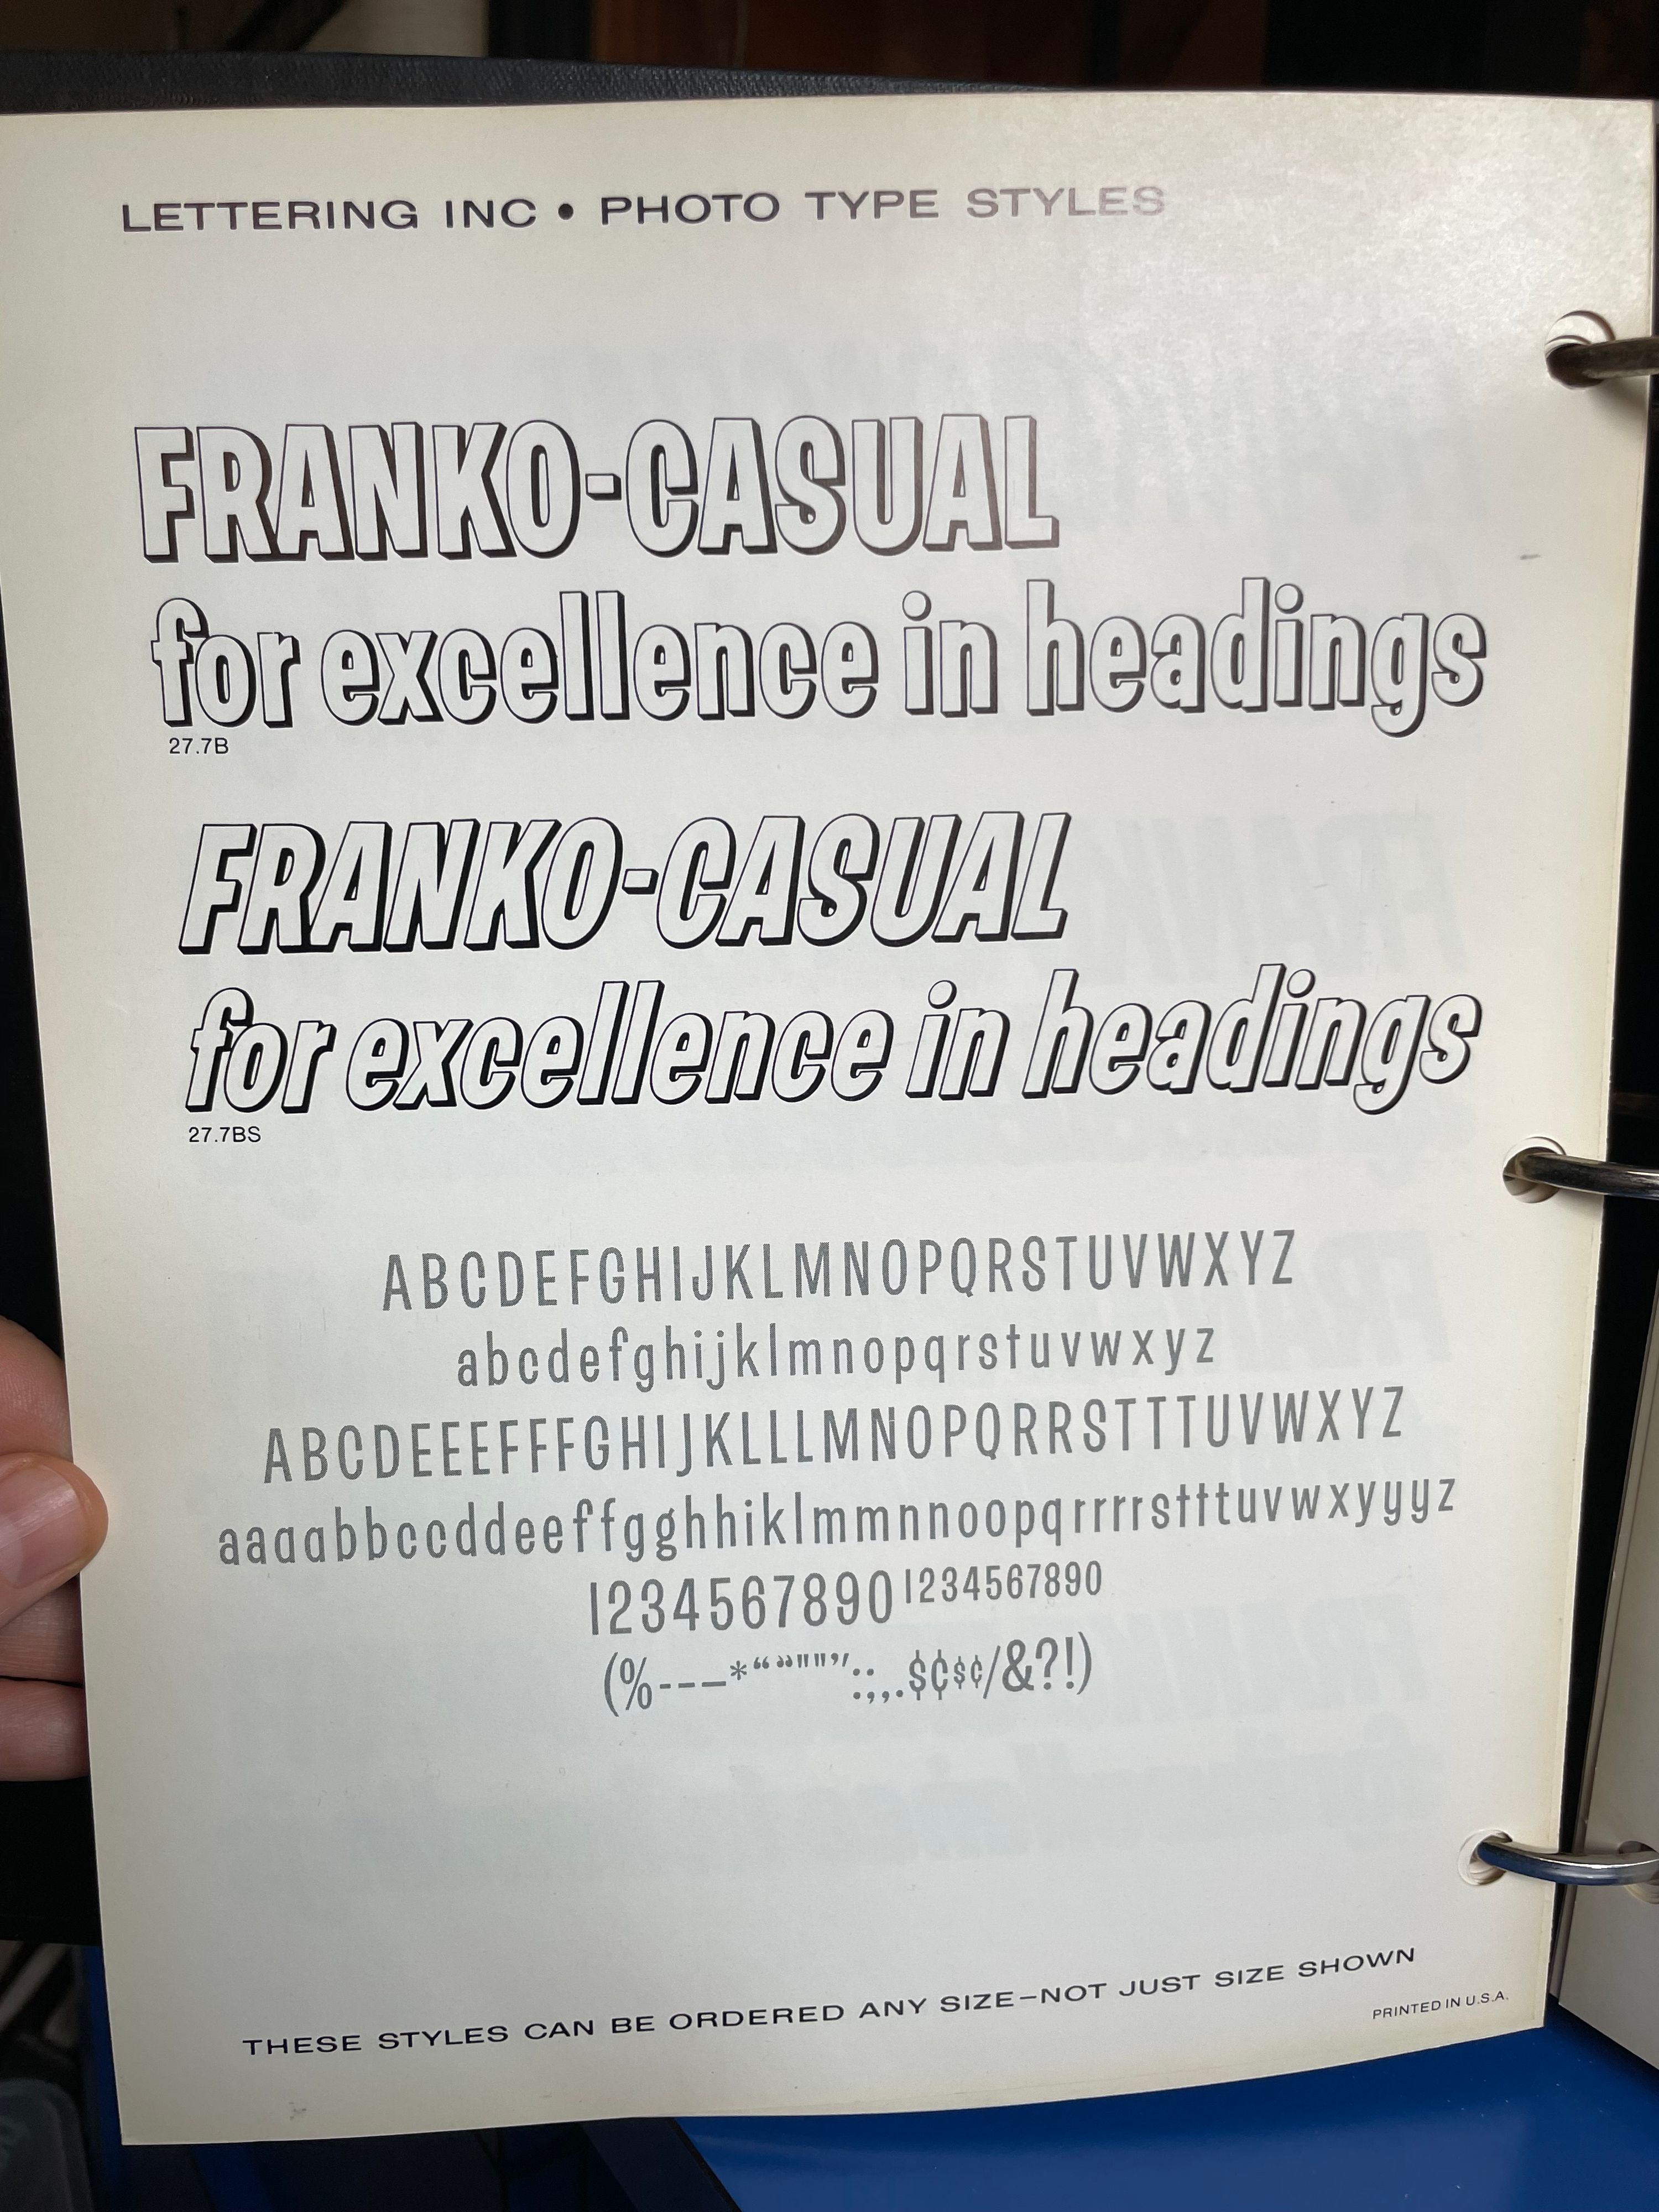 LETTERING INC • PHOTO TYPE STYLES
FRANKO-CASUAL
for excellence in headings
27.7B
FRANKO-CASUAL
for excellence in headings
27.7BS
ABCDEFGHIJKLMNOPQRSTUVWXYZ
abcdefghijklmnopqrstuvwxyz
ABCDEEEFFFGHIJKLLLMNOPQRRSTTTUVWXYZ
aaaabbccddeeffgghhiklmmnnoopqrrrrstttuvwxyyyz
1234567890 1234567890
(%---*“”""”′:;,.$¢$¢/&?!)
THESE STYLES CAN BE ORDERED ANY SIZE–NOT JUST SIZE SHOWN
PRINTED IN U.S.A.